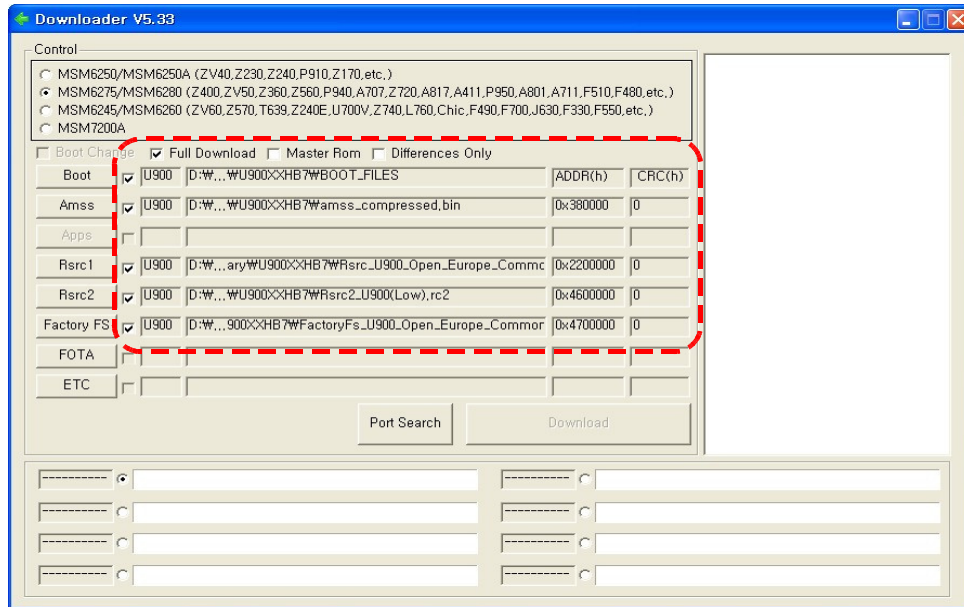 Downloader V5.33
Control
MSM6250/MSM6250A (ZV40,Z230,Z240,P910,Z170,etc,)
MSM6275/MSM6280 (Z400,ZV50,Z360,Z560,P940,A707,Z720,A817,A411,P950,A801,A711,F510,F480,etc,)
MSM6245/MSM6260 (ZV60,Z570,T639,Z240E,U700V,Z740,L760,Chic,F490,F700,J630,F330,F550,etc,)
MSM7200A
Boot Change Full Download Master Rom Differences Only
Boot U900 D:₩,,,₩U900XXHB7₩BOOT_FILES ADDR(h) CRC(h)
Amss U900 D:₩,,,₩U900XXHB7₩amss_compressed,bin 0x380000 0
Apps
Rsrc1 U900 D:₩,,,ary₩U900XXHB7₩Rsrc_U900_Open_Europe_Commc 0x2200000 0
Rsrc2 U900 D:₩,,,₩U900XXHB7₩Rsrc2_U900(Low),rc2 0x4600000 0
Factory FS U900 D:₩,,,900XXHB7₩FactoryFs_U900_Open_Europe_Common 0x4700000 0
FOTA
ETC
Port Search Download
---------- ----------
---------- ----------
---------- ----------
---------- ----------